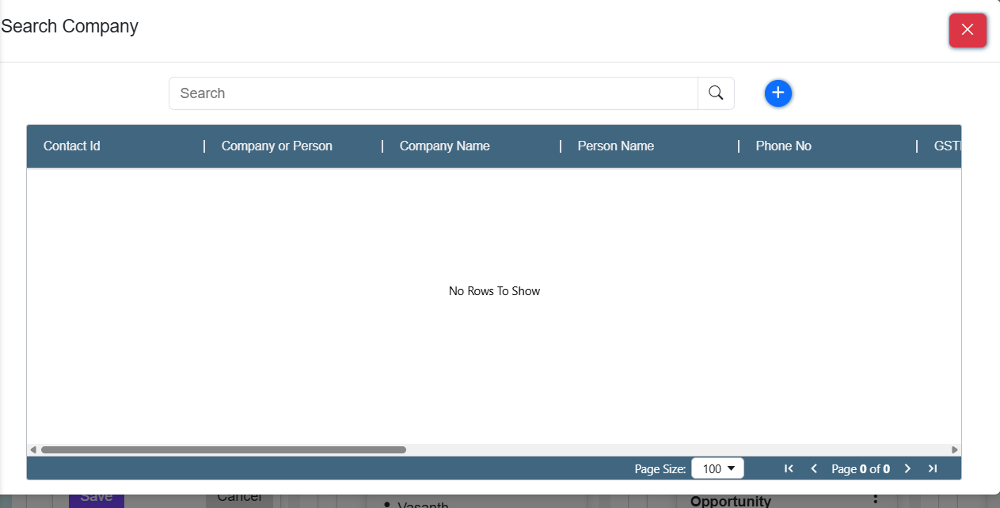 Search Company
Search
Contact Id | Company or Person | Company Name | Person Name | Phone No |
No Rows To Show
Page Size: 100 Page 0 of 0
Save Cancel Vasanth Opportunity